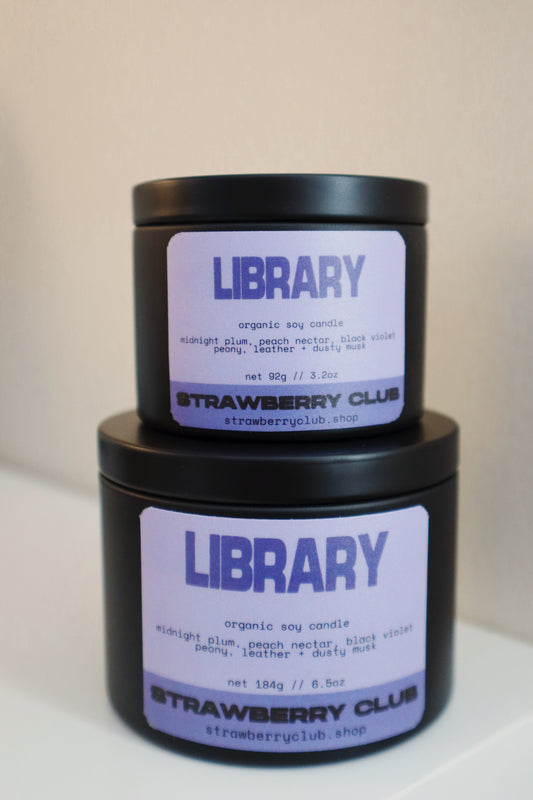 LIBRARY
organic soy candle
midnight plum, peach nectar, black violet
peony, leather + dusty musk
net 92g // 3.2oz
STRAWBERRY CLUB
strawberryclub.shop
LIBRARY
organic soy candle
midnight plum, peach nectar, black violet
peony, leather + dusty musk
net 184g // 6.5oz
STRAWBERRY CLUB
strawberryclub.shop